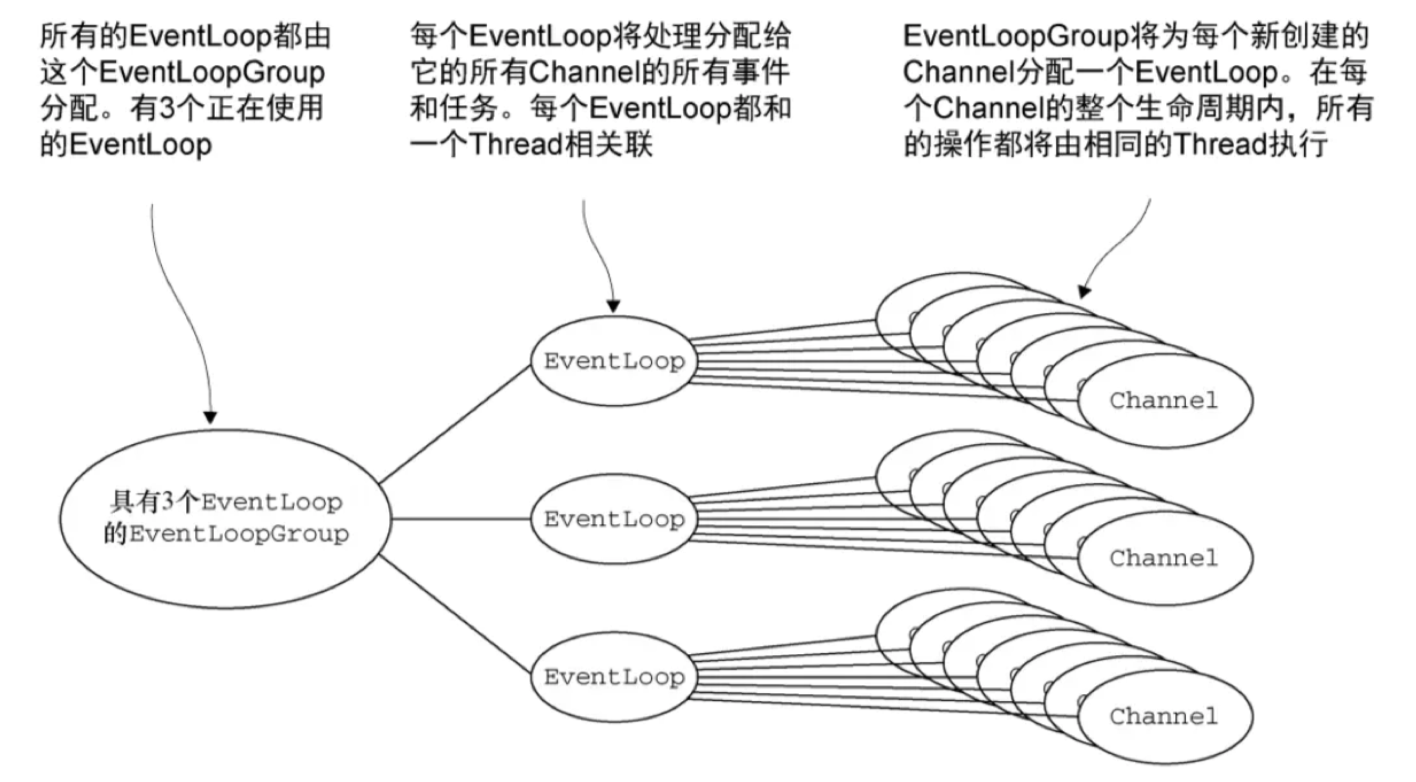 所有的EventLoop都由
这个EventLoopGroup
分配。有3个正在使用
的EventLoop
每个EventLoop将处理分配给
它的所有Channel的所有事件
和任务。每个EventLoop都和
一个Thread相关联
EventLoopGroup将为每个新创建的
Channel分配一个EventLoop。在每
个Channel的整个生命周期内，所有
的操作都将由相同的Thread执行
EventLoop
Channel
具有3个EventLoop
的EventLoopGroup
EventLoop
Channel
EventLoop
Channel